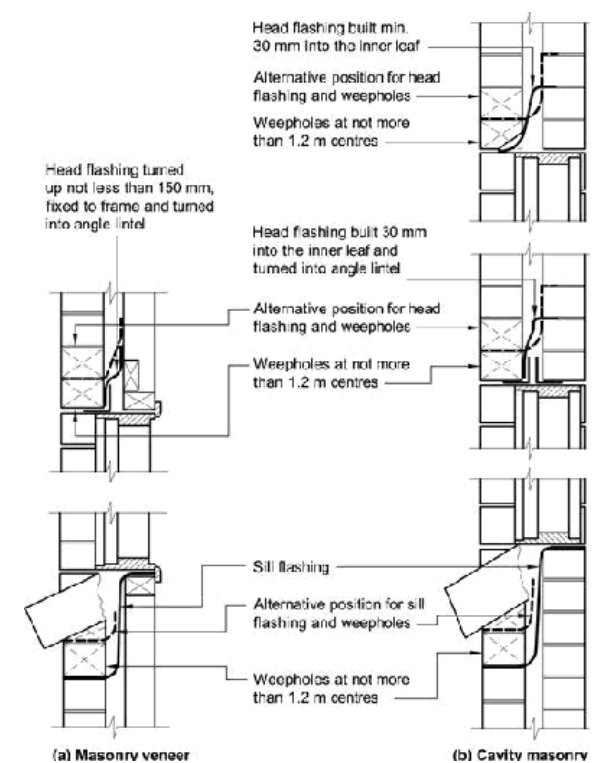 Head flashing built min.
30 mm into the inner leaf
Alternative position for head
flashing and weepholes
Weepholes at not more
than 1.2 m centres
Head flashing turned
up not less than 150 mm,
fixed to frame and turned
into angle lintel
Head flashing built 30 mm
into the inner leaf and
turned into angle lintel
Alternative position for head
flashing and weepholes
Weepholes at not more
than 1.2 m centres
Sill flashing
Alternative position for sill
flashing and weepholes
Weepholes at not more
than 1.2 m centres
(a) Masonry veneer
(b) Cavity masonry